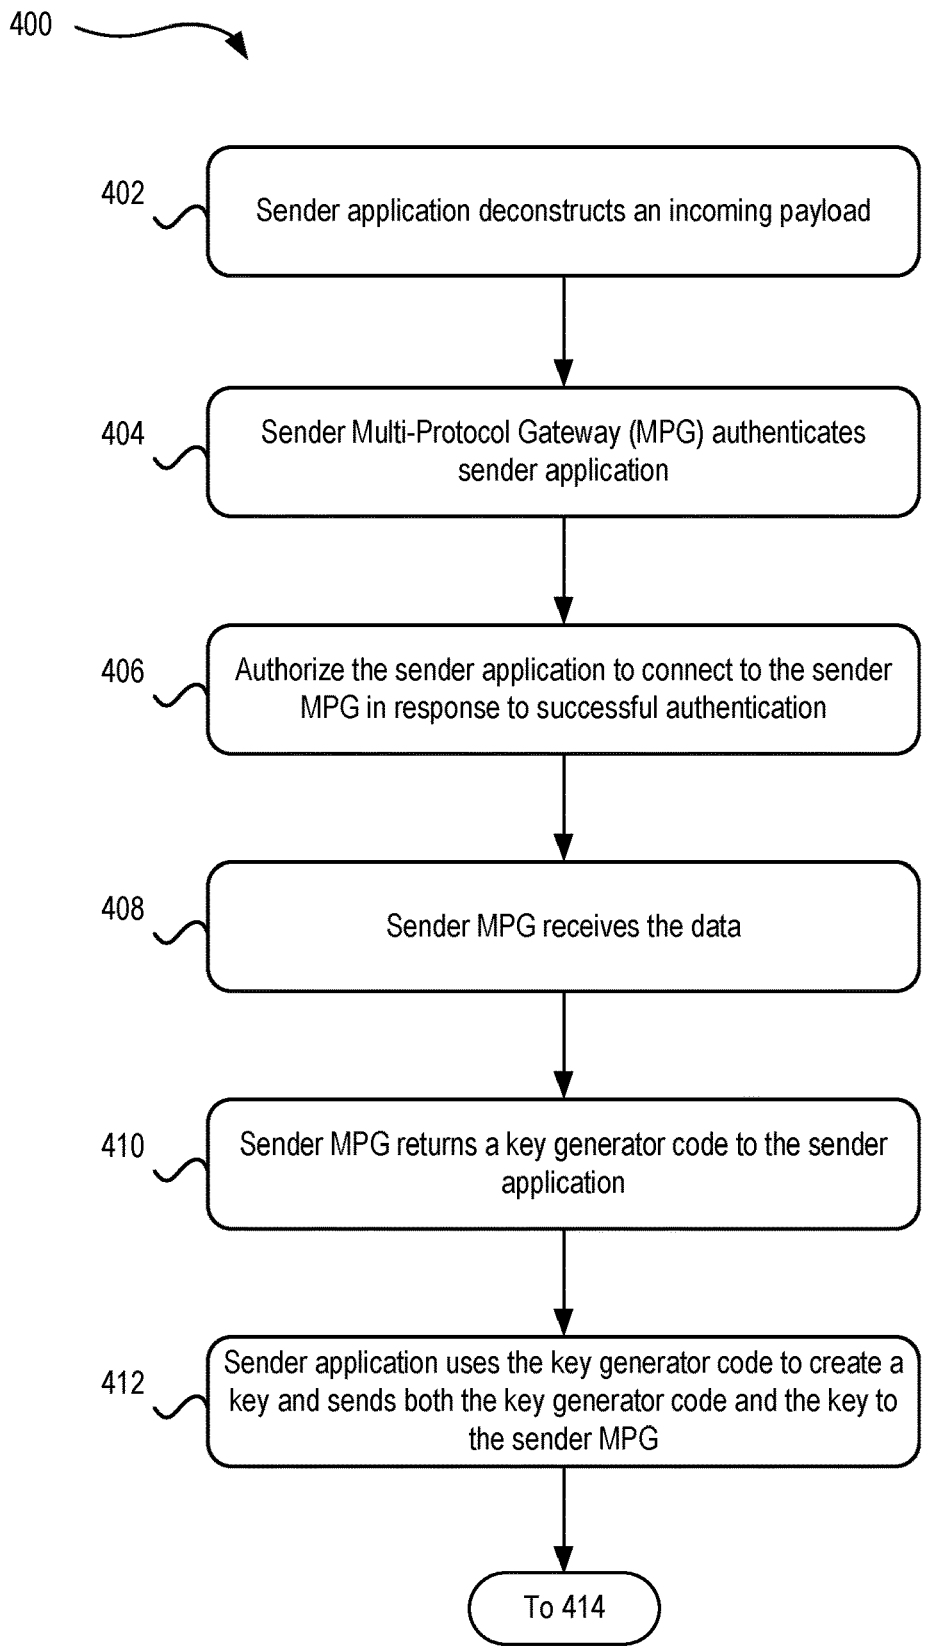 400
402
Sender application deconstructs an incoming payload
404
Sender Multi-Protocol Gateway (MPG) authenticates
sender application
406
Authorize the sender application to connect to the sender
MPG in response to successful authentication
408
Sender MPG receives the data
410
Sender MPG returns a key generator code to the sender
application
412
Sender application uses the key generator code to create a
key and sends both the key generator code and the key to
the sender MPG
To 414